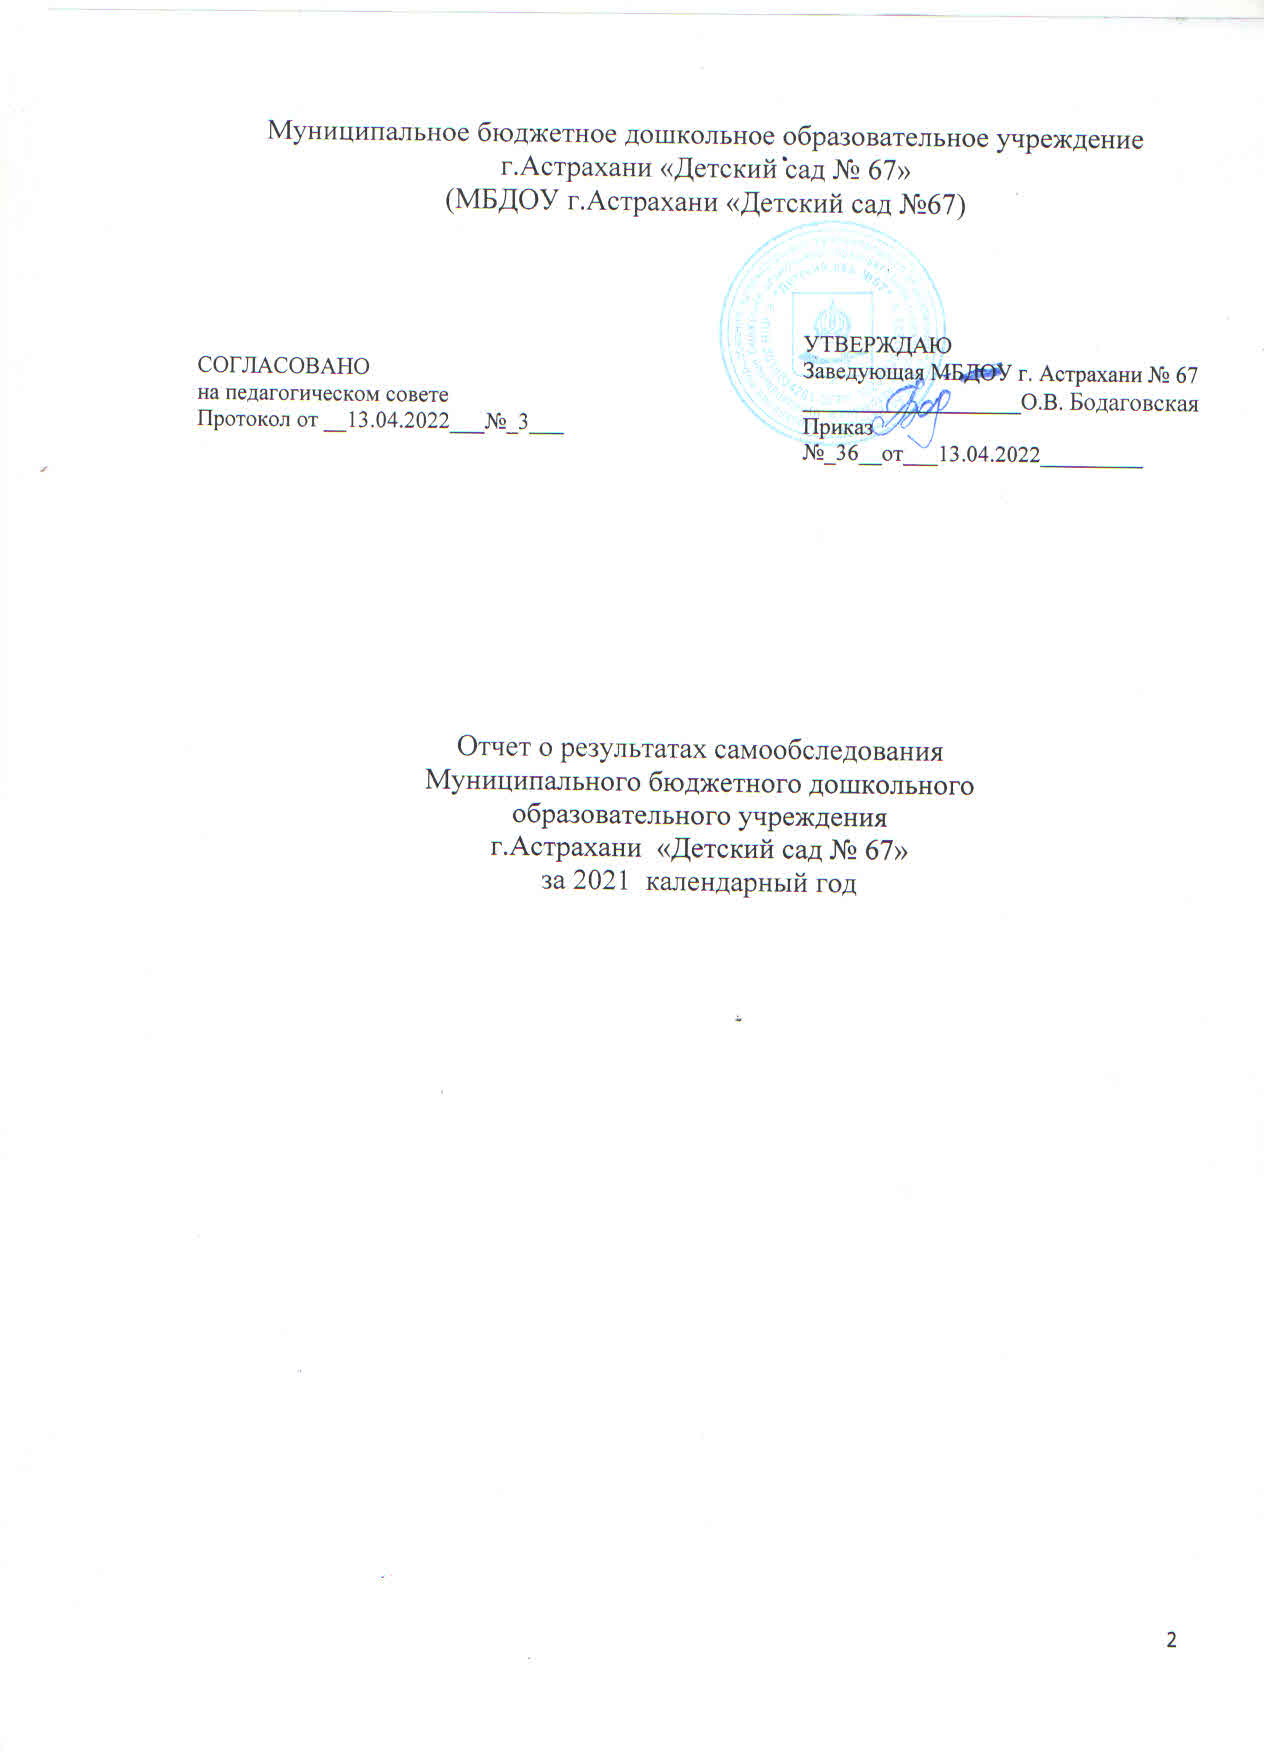 Муниципальное бюджетное дошкольное образовательное учреждение
г.Астрахани «Детский сад № 67»
(МБДОУ г.Астрахани «Детский сад №67)
СОГЛАСОВАНО
на педагогическом совете
Протокол от __13.04.2022___№_3___
УТВЕРЖДАЮ
Заведующая МБДОУ г. Астрахани № 67
___________________О.В. Бодаговская
Приказ
№_36__от___13.04.2022_________
Отчет о результатах самообследования
Муниципального бюджетного дошкольного
образовательного учреждения
г.Астрахани  «Детский сад № 67»
за 2021  календарный год
2